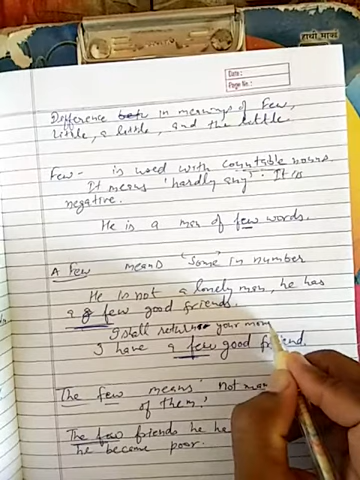 हाथी मार्का
Date :
Page No :
Difference in meanings of Few,
little, a little, and the little
Few - is used with countable nouns
It means 'hardly any'. It is
negative.
He is a man of few words.
A Few means 'some' in number
He is not a lonely man, he has
a few good friends.
I shall return your mon
I have a few good friend.
The few means 'not man
of them.'
The few friends he ha
he became poor.